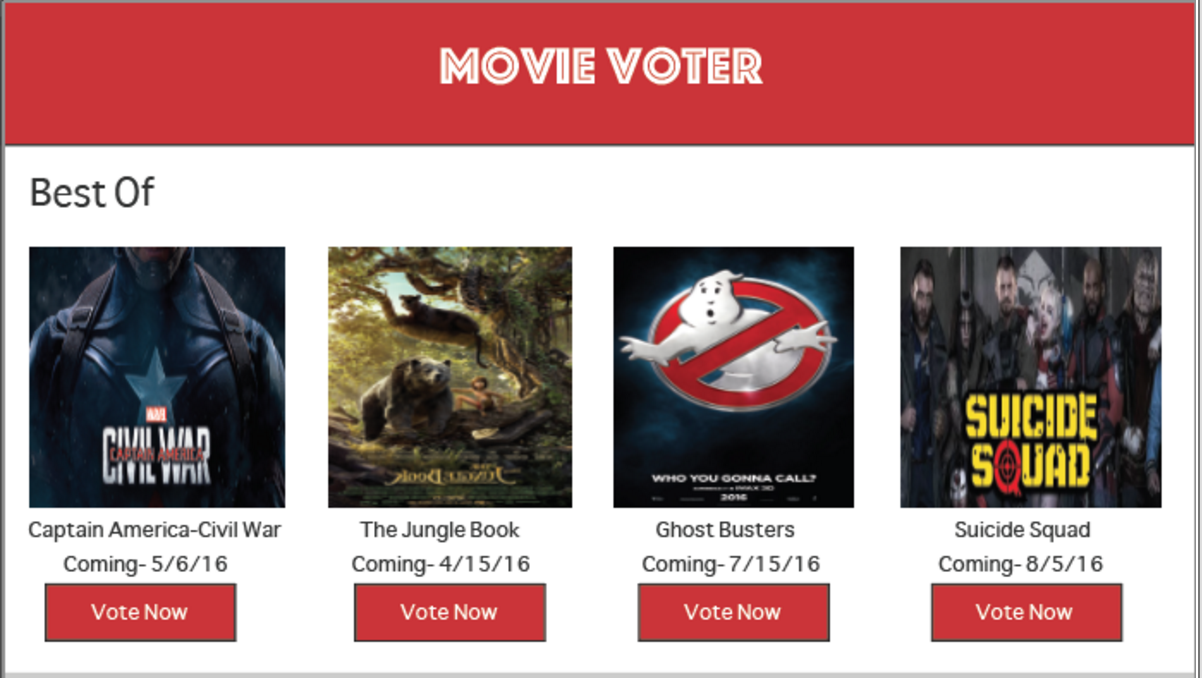 MOVIE VOTER
Best Of
MARVEL
CIVIL WAR
CAPTAIN AMERICA
JUNGLE BOOK
WHO YOU GONNA CALL?
2016
SUICIDE
SQUAD
Captain America-Civil War
The Jungle Book
Ghost Busters
Suicide Squad
Coming- 5/6/16
Coming- 4/15/16
Coming- 7/15/16
Coming- 8/5/16
Vote Now
Vote Now
Vote Now
Vote Now